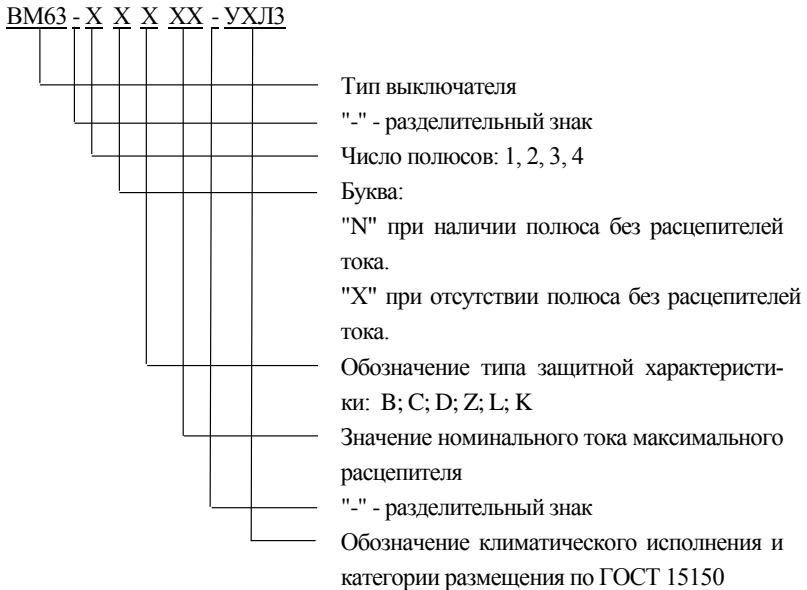 ВМ63 - Х Х Х ХХ - УХЛ3
Тип выключателя
"-" - разделительный знак
Число полюсов: 1, 2, 3, 4
Буква:
"N" при наличии полюса без расцепителей
тока.
"X" при отсутствии полюса без расцепителей
тока.
Обозначение типа защитной характеристи-
ки: B; C; D; Z; L; K
Значение номинального тока максимального
расцепителя
"-" - разделительный знак
Обозначение климатического исполнения и
категории размещения по ГОСТ 15150